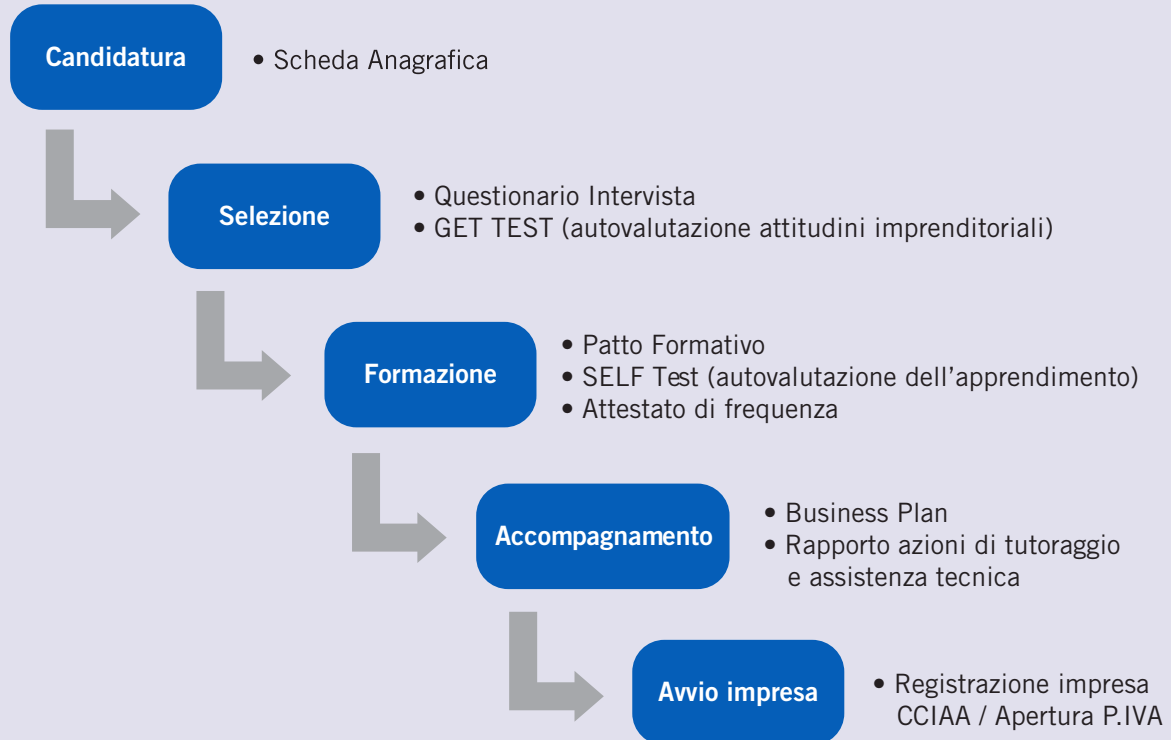 Candidatura
• Scheda Anagrafica
Selezione
• Questionario Intervista
• GET TEST (autovalutazione attitudini imprenditoriali)
Formazione
• Patto Formativo
• SELF Test (autovalutazione dell'apprendimento)
• Attestato di frequenza
Accompagnamento
• Business Plan
• Rapporto azioni di tutoraggio
e assistenza tecnica
Avvio impresa
• Registrazione impresa
CCIAA / Apertura P.IVA